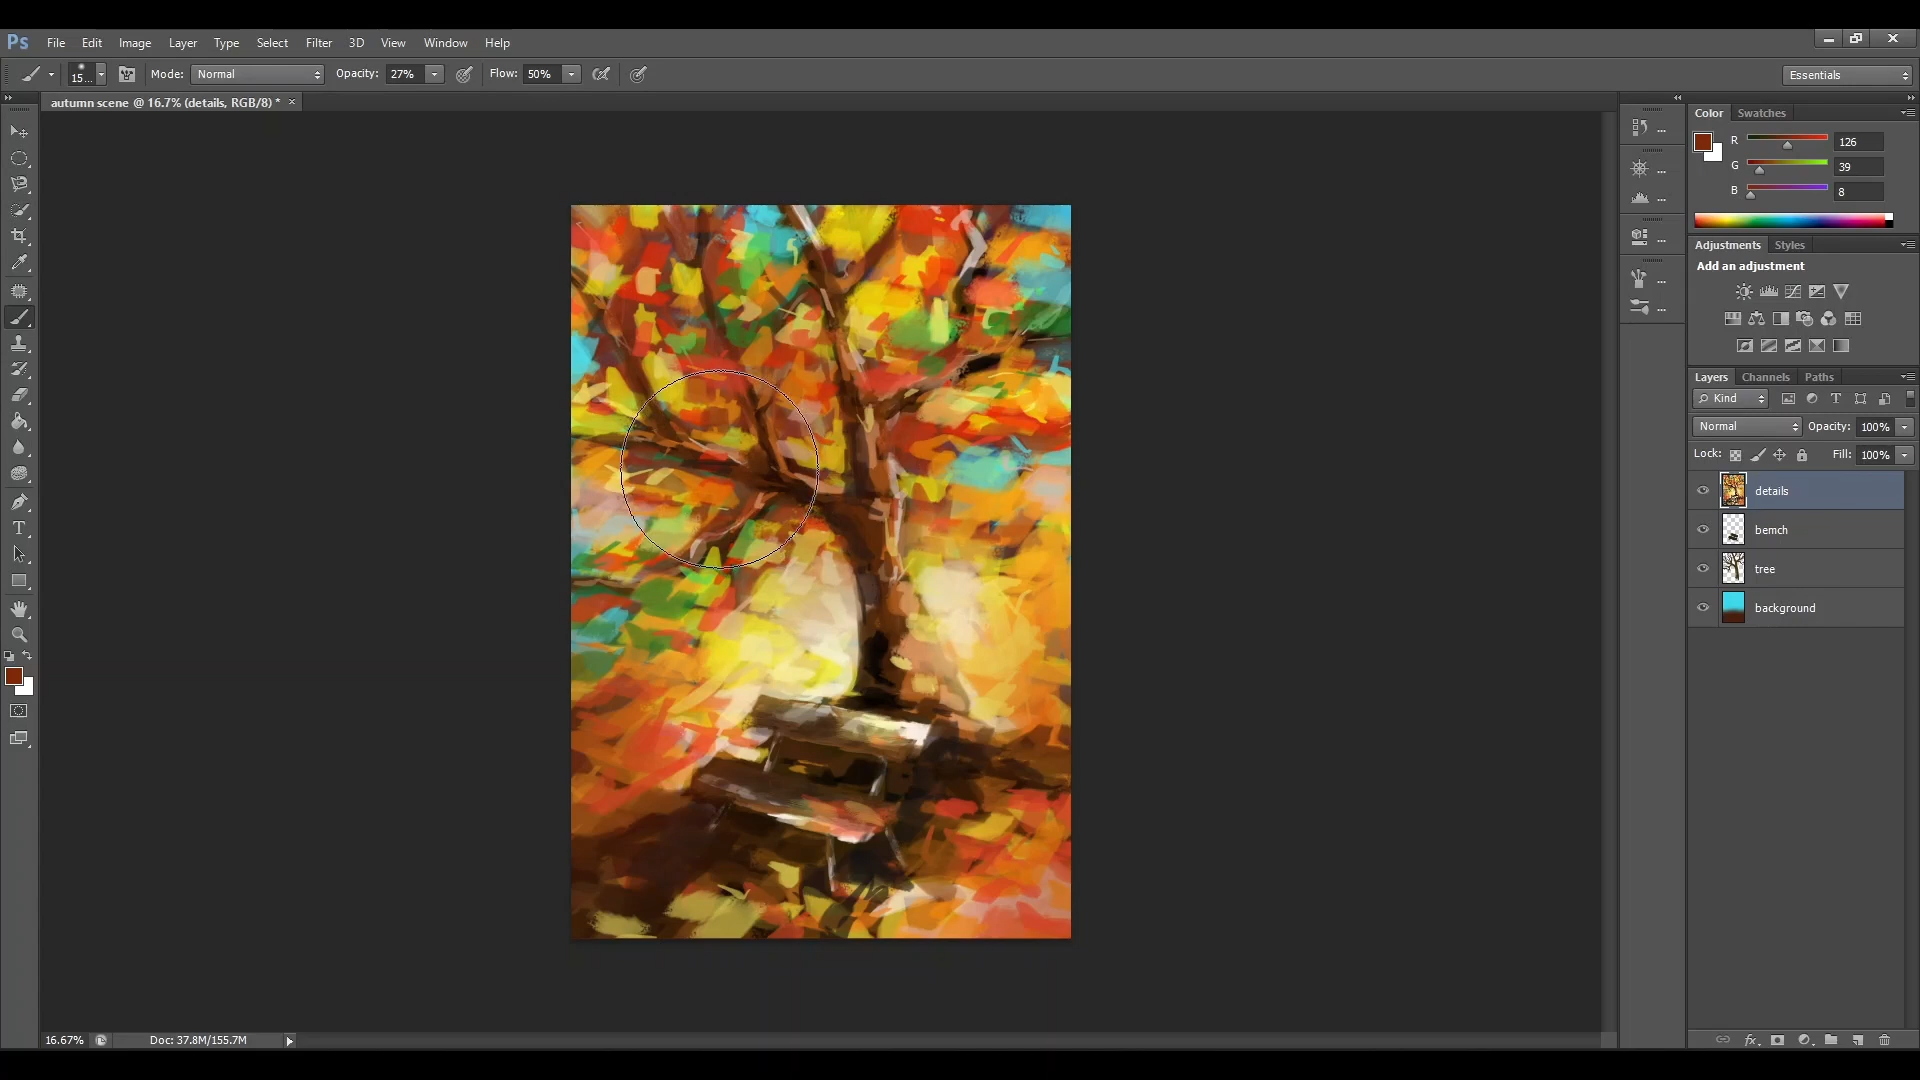 Ps File Edit Image Layer Type Select Filter 3D View Window Help
15... Mode: Normal Opacity: 27% Flow: 50% Essentials
autumn scene @ 16.7% (details, RGB/8) * ×
Color Swatches
R 126
G 39
B 8
Adjustments Styles
Add an adjustment
Layers Channels Paths
Kind
Normal Opacity: 100%
Lock: Fill: 100%
details
bemch
tree
background
16.67% Doc: 37.8M/155.7M